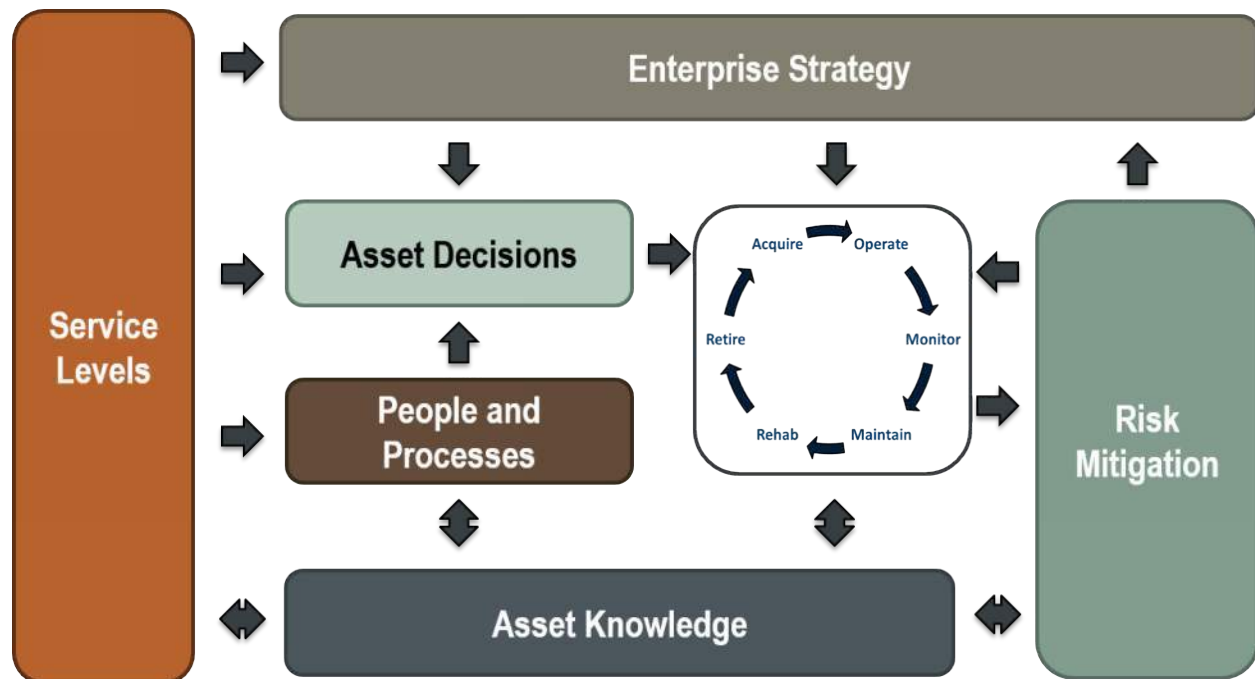 Enterprise Strategy
Service
Levels
Asset Decisions
Acquire
Operate
Retire
Monitor
Rehab
Maintain
People and
Processes
Risk
Mitigation
Asset Knowledge